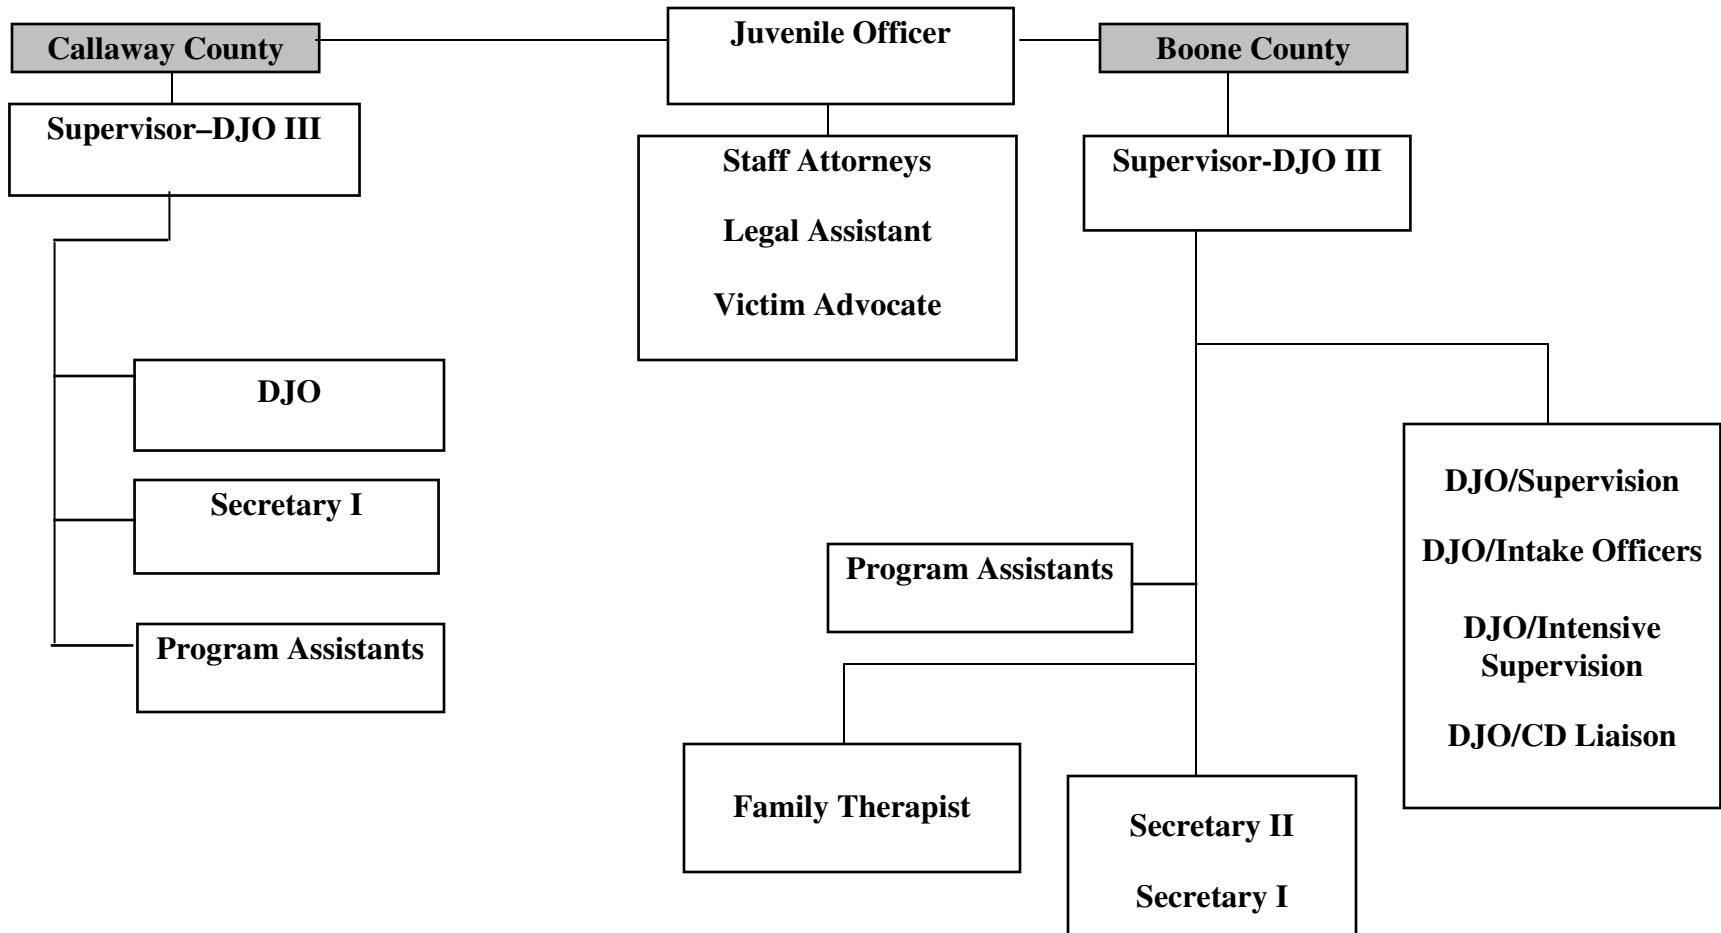 Juvenile Officer
Callaway County
Boone County
Supervisor–DJO III
Staff Attorneys
Legal Assistant
Victim Advocate
Supervisor-DJO III
DJO
Secretary I
Program Assistants
Program Assistants
DJO/Supervision
DJO/Intake Officers
DJO/Intensive
Supervision
DJO/CD Liaison
Family Therapist
Secretary II
Secretary I